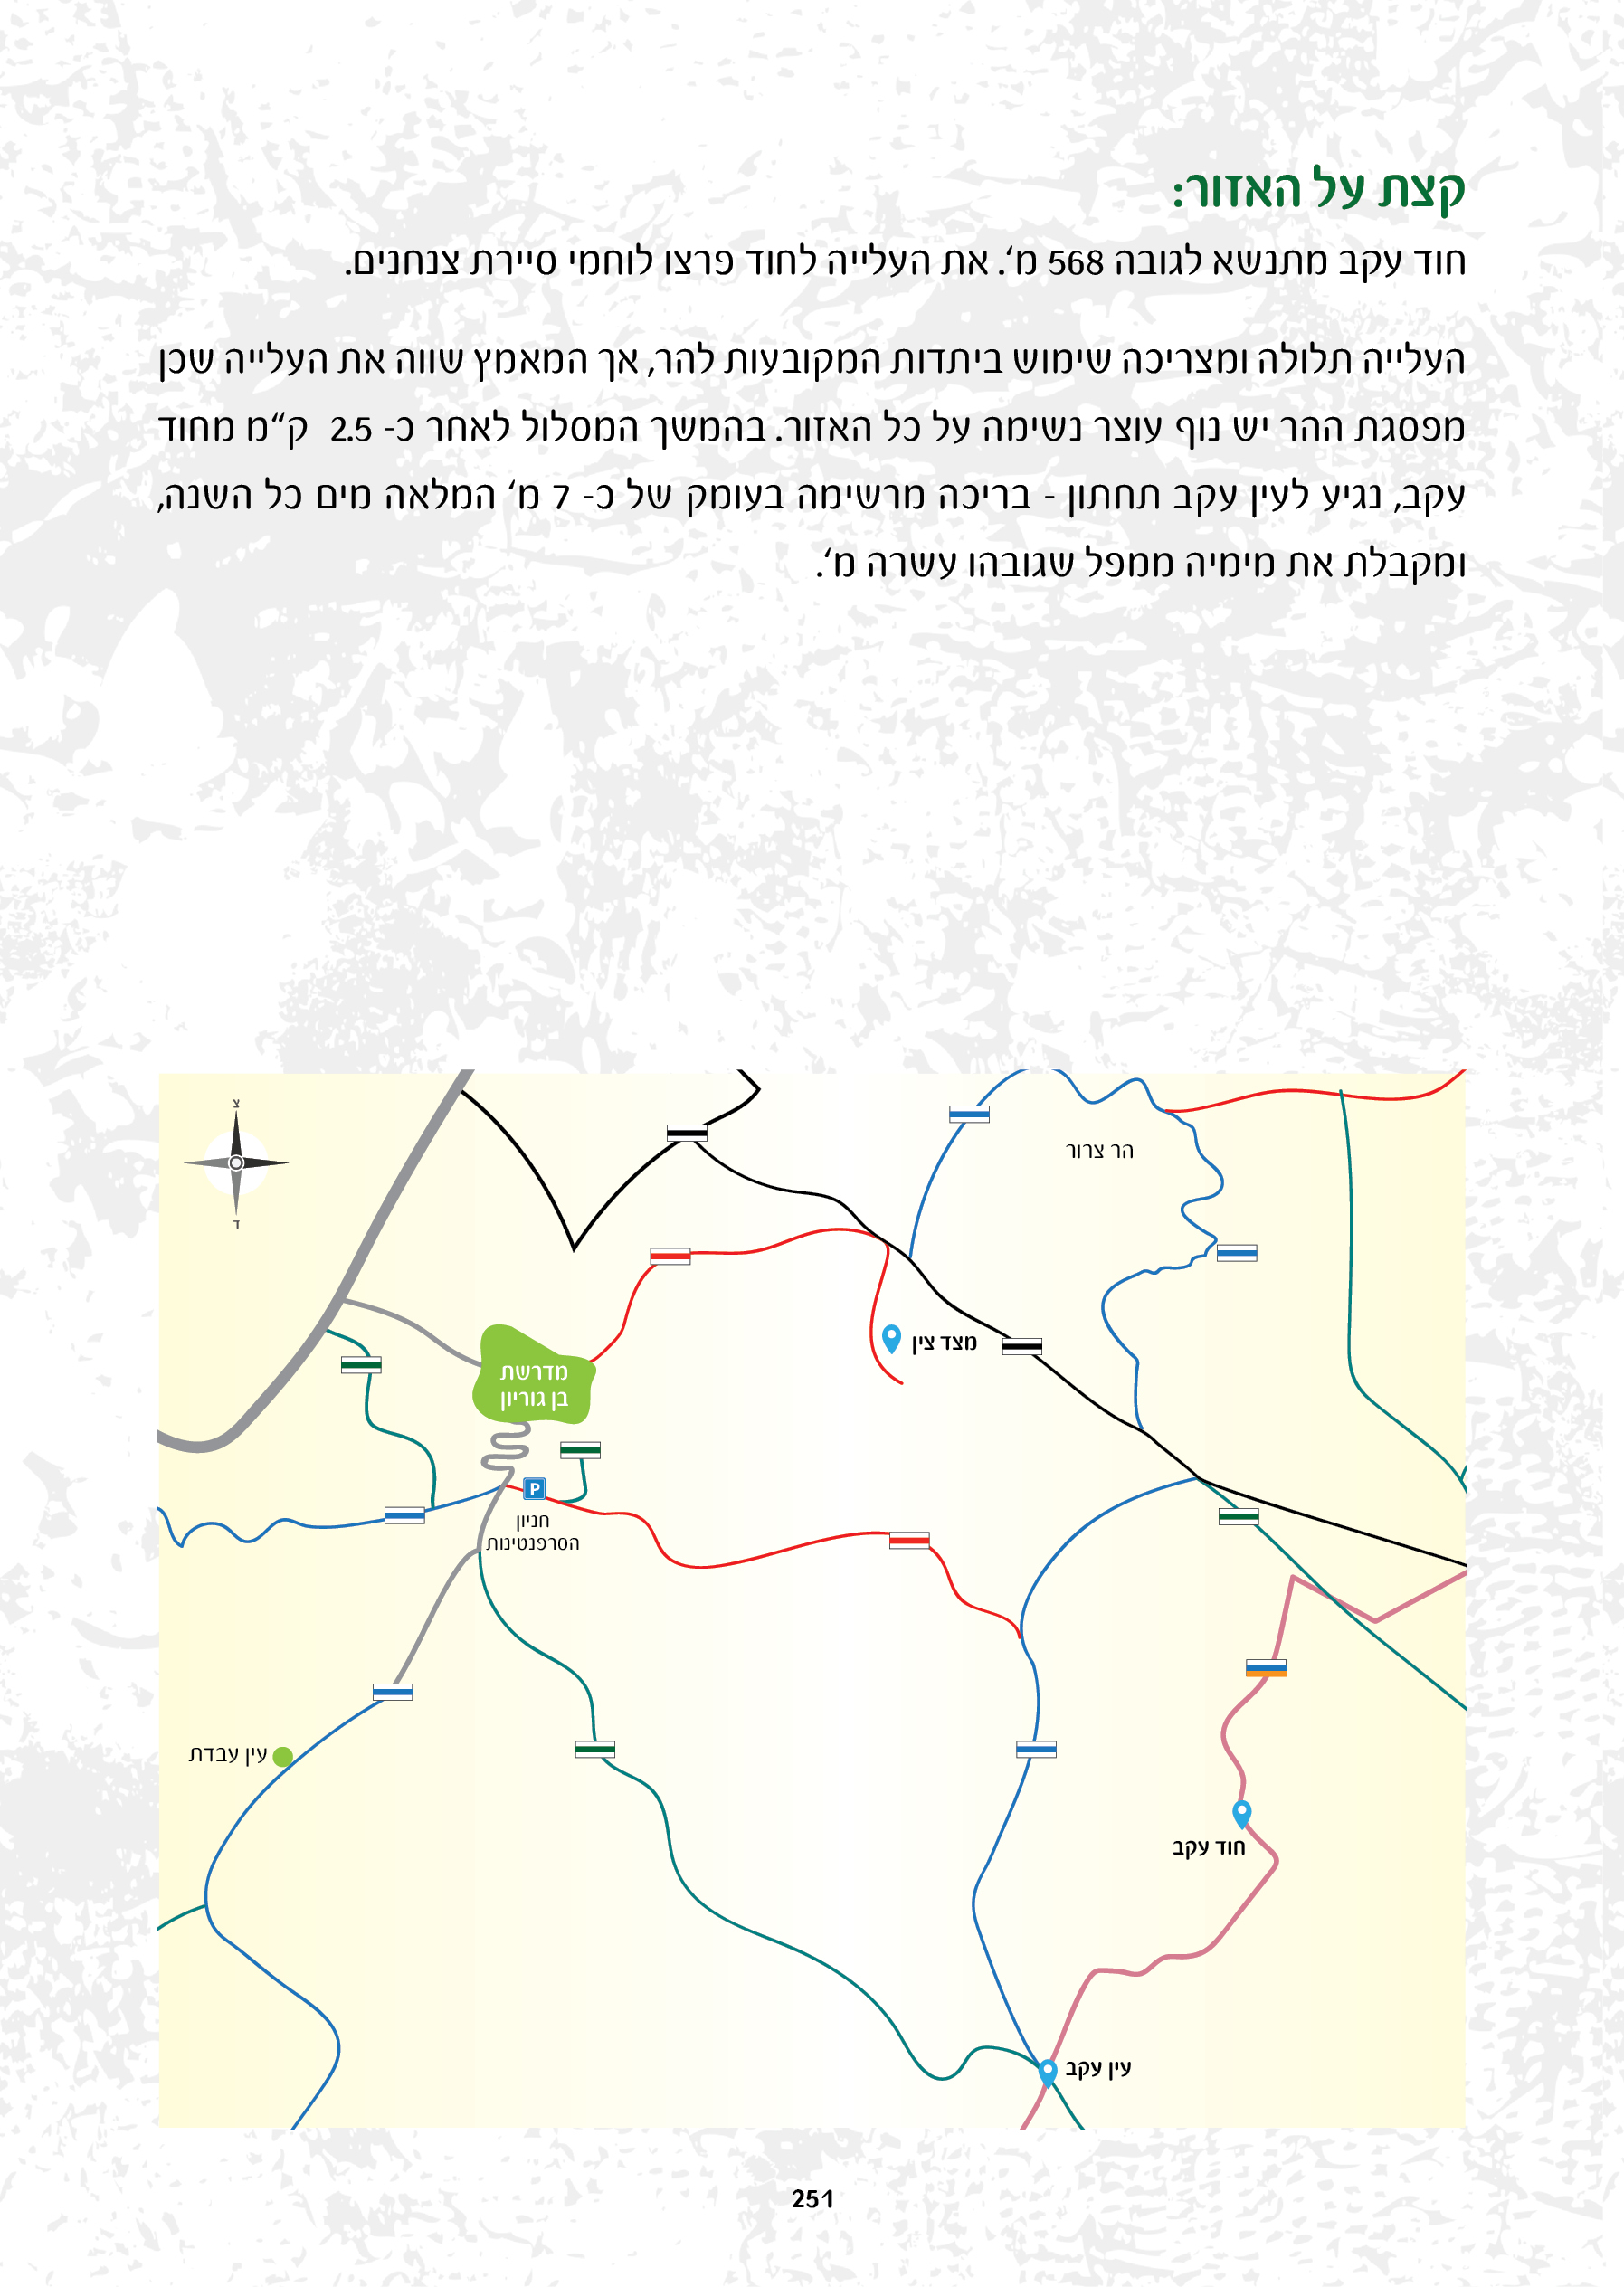 קצת על האזור:
חוד עקב מתנשא לגובה 568 מ'. את העלייה לחוד פרצו לוחמי סיירת צנחנים.
העלייה תלולה ומצריכה שימוש ביתדות המקובעות להר, אך המאמץ שווה את העלייה שכן
מפסגת ההר יש נוף עוצר נשימה על כל האזור. בהמשך המסלול לאחר כ- 2.5 ק"מ מחוד
עקב, נגיע לעין עקב תחתון - בריכה מרשימה בעומק של כ- 7 מ' המלאה מים כל השנה,
ומקבלת את מימיה ממפל שגובהו עשרה מ'.
צ
ד
הר צרור
מצד צין
מדרשת
בן גוריון
P
חניון
הסרפנטינות
עין עבדת
חוד עקב
עין עקב
251